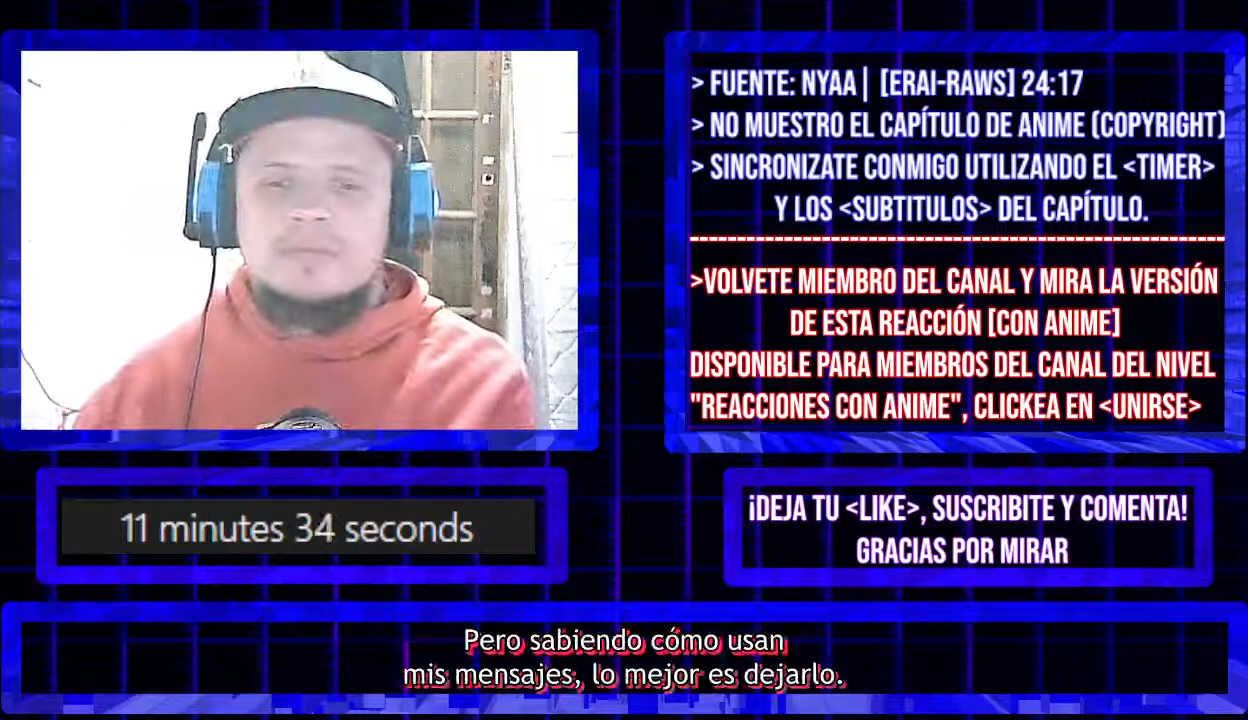 > FUENTE: NYAA| [ERAI-RAWS] 24:17
> NO MUESTRO EL CAPÍTULO DE ANIME (COPYRIGHT)
> SINCRONIZATE CONMIGO UTILIZANDO EL <TIMER>
Y LOS <SUBTITULOS> DEL CAPÍTULO.
>VOLVETE MIEMBRO DEL CANAL Y MIRA LA VERSIÓN
DE ESTA REACCIÓN [CON ANIME]
DISPONIBLE PARA MIEMBROS DEL CANAL DEL NIVEL
"REACCIONES CON ANIME", CLICKEA EN <UNIRSE>
11 minutes 34 seconds
¡DEJA TU <LIKE>, SUSCRIBITE Y COMENTA!
GRACIAS POR MIRAR
Pero sabiendo cómo usan
mis mensajes, lo mejor es dejarlo.